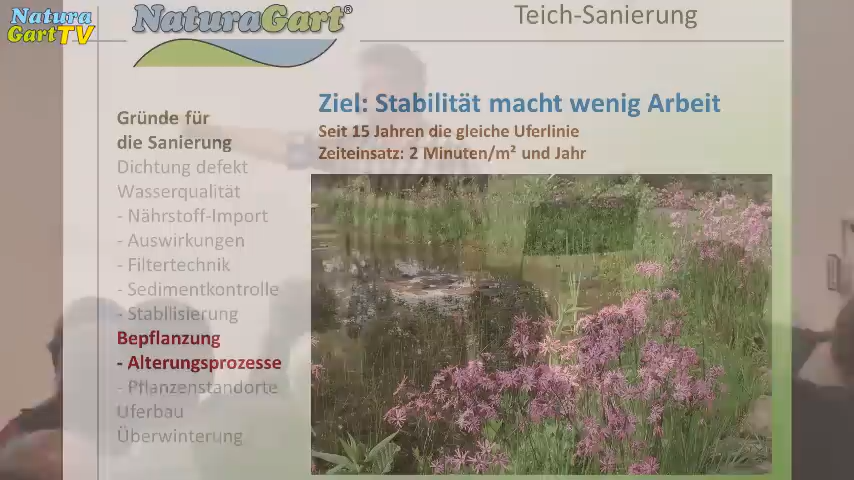 Natura
GartTV
NaturaGart®
Teich-Sanierung
Ziel: Stabilität macht wenig Arbeit
Seit 15 Jahren die gleiche Uferlinie
Zeiteinsatz: 2 Minuten/m² und Jahr
Gründe für
die Sanierung
Dichtung defekt
Wasserqualität
- Nährstoff-Import
- Auswirkungen
- Filtertechnik
- Sedimentkontrolle
- Stabilisierung
Bepflanzung
- Alterungsprozesse
- Pflanzenstandorte
Uferbau
Überwinterung